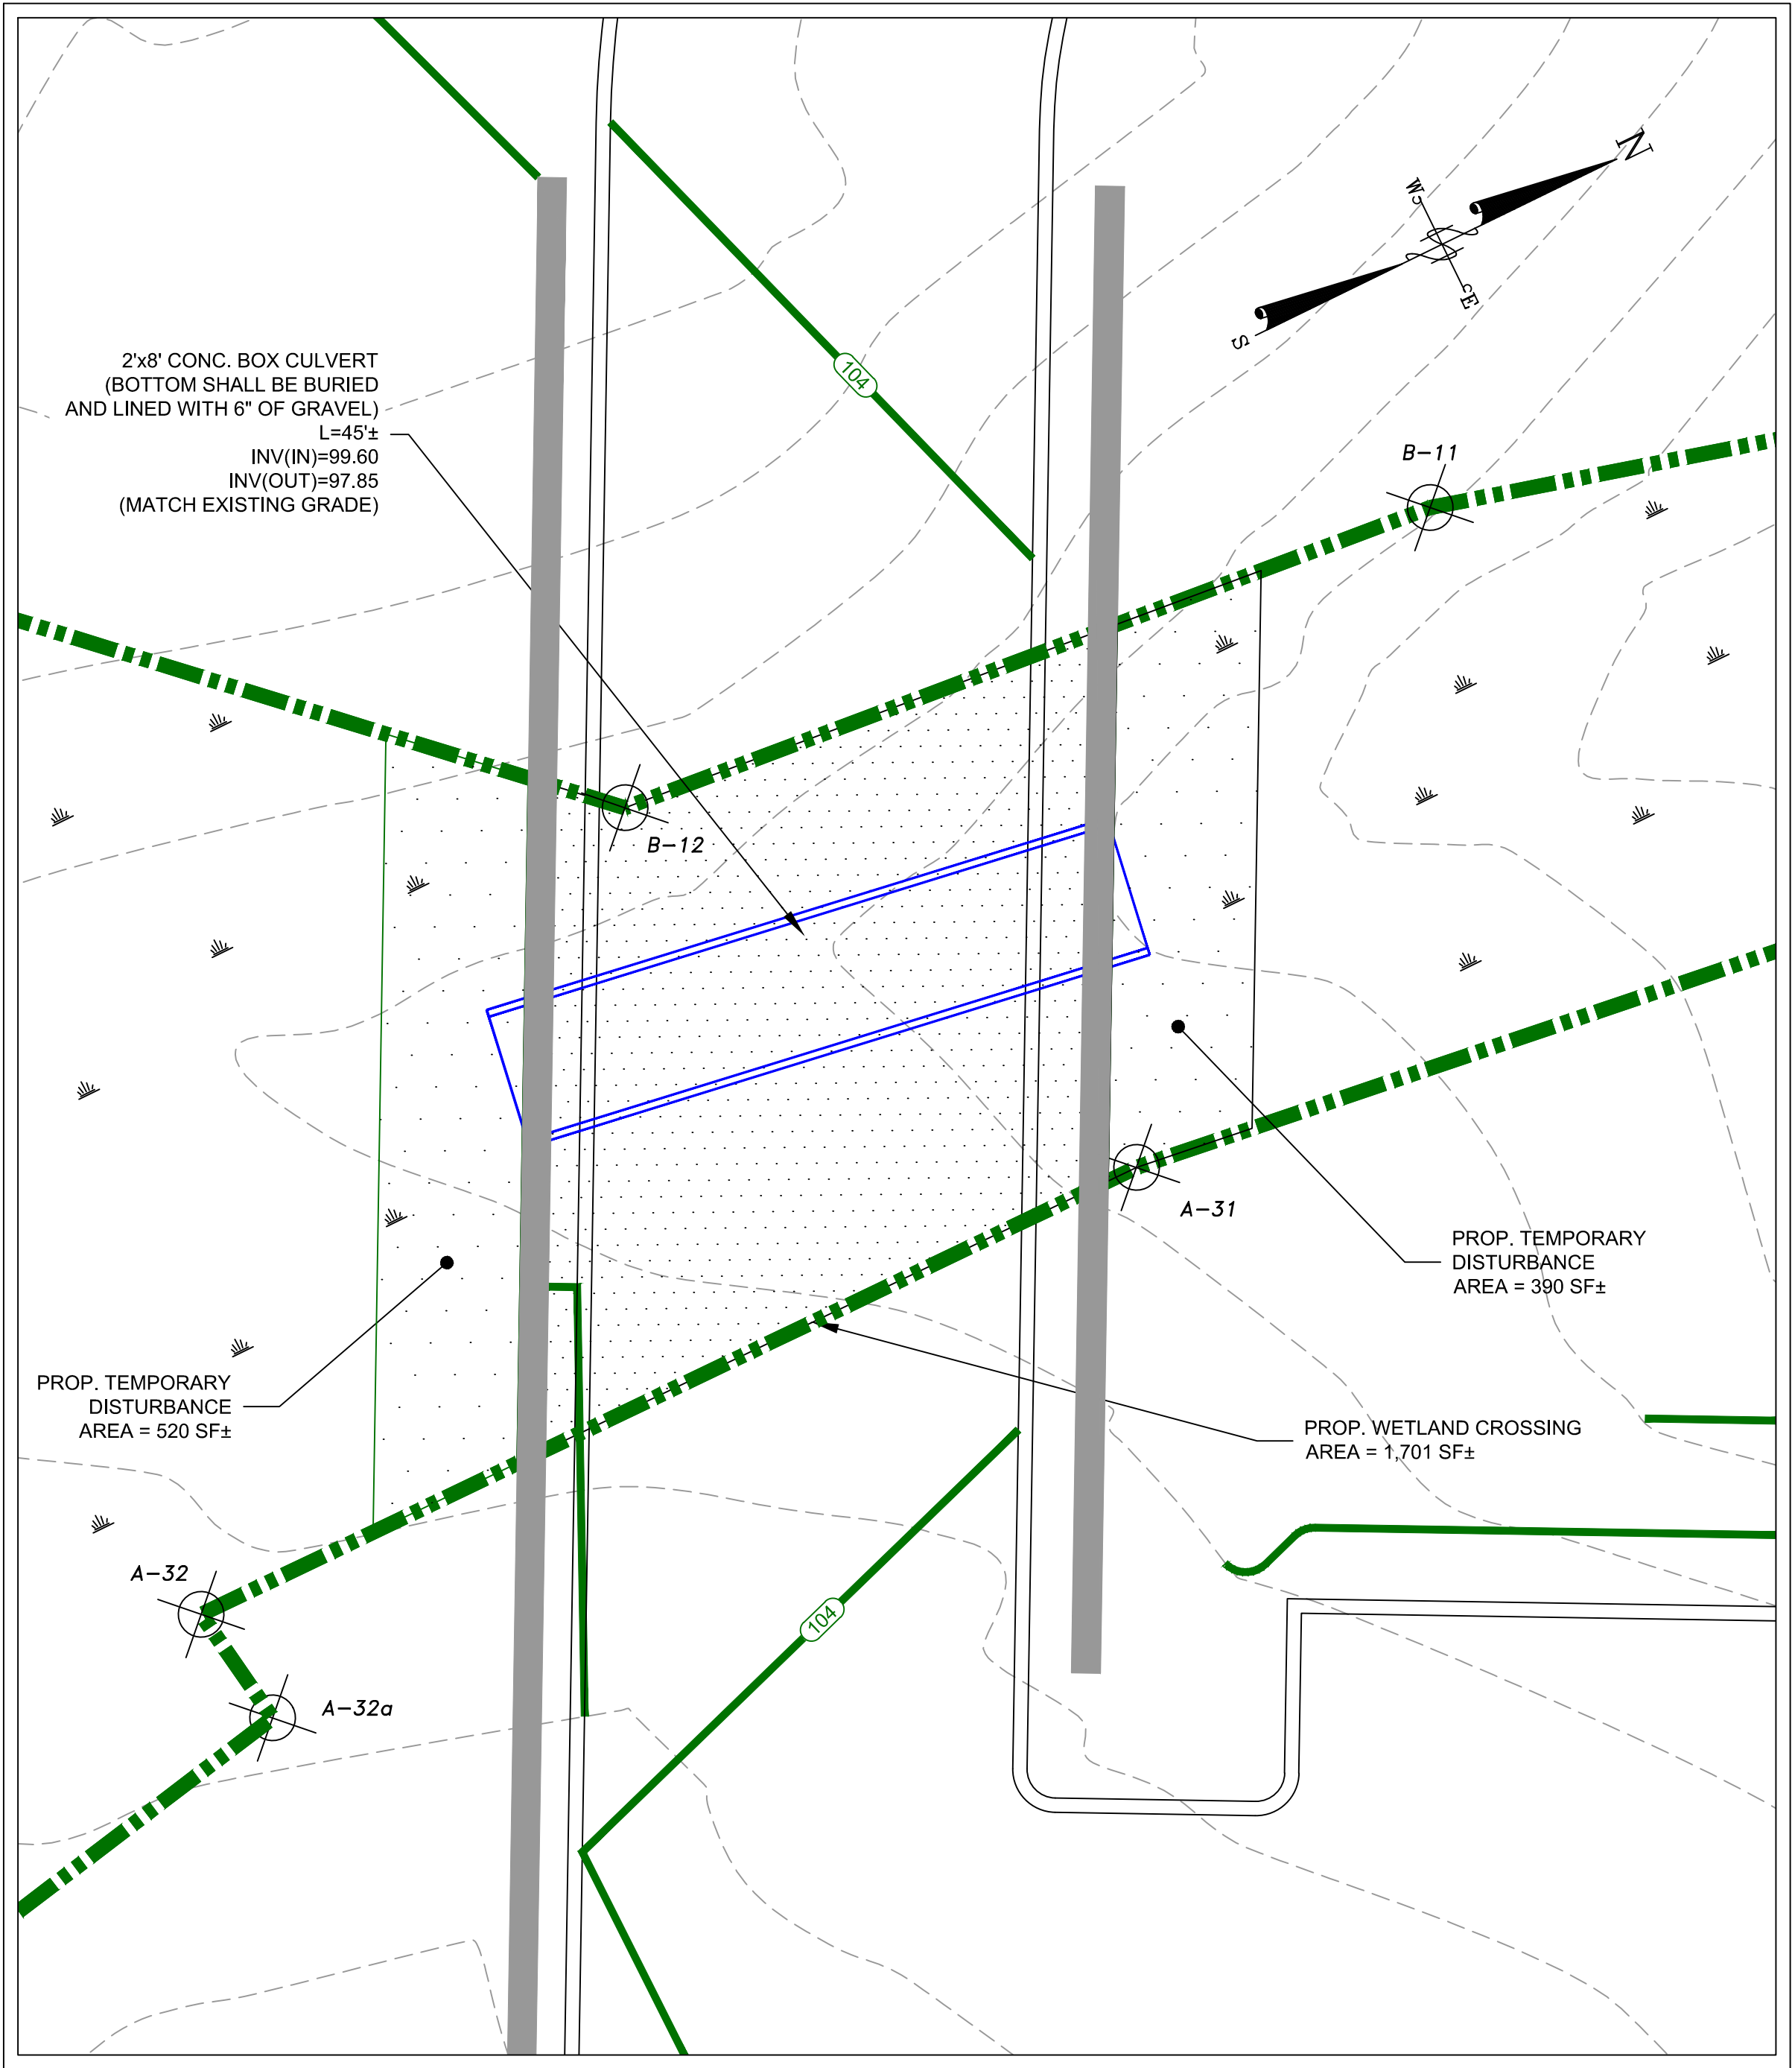 N
W
E
S
104
2'x8' CONC. BOX CULVERT
(BOTTOM SHALL BE BURIED
AND LINED WITH 6" OF GRAVEL)
L=45'±
INV(IN)=99.60
INV(OUT)=97.85
(MATCH EXISTING GRADE)
B-11
B-12
A-31
PROP. TEMPORARY
DISTURBANCE
AREA = 390 SF±
PROP. TEMPORARY
DISTURBANCE
AREA = 520 SF±
PROP. WETLAND CROSSING
AREA = 1,701 SF±
A-32
104
A-32a